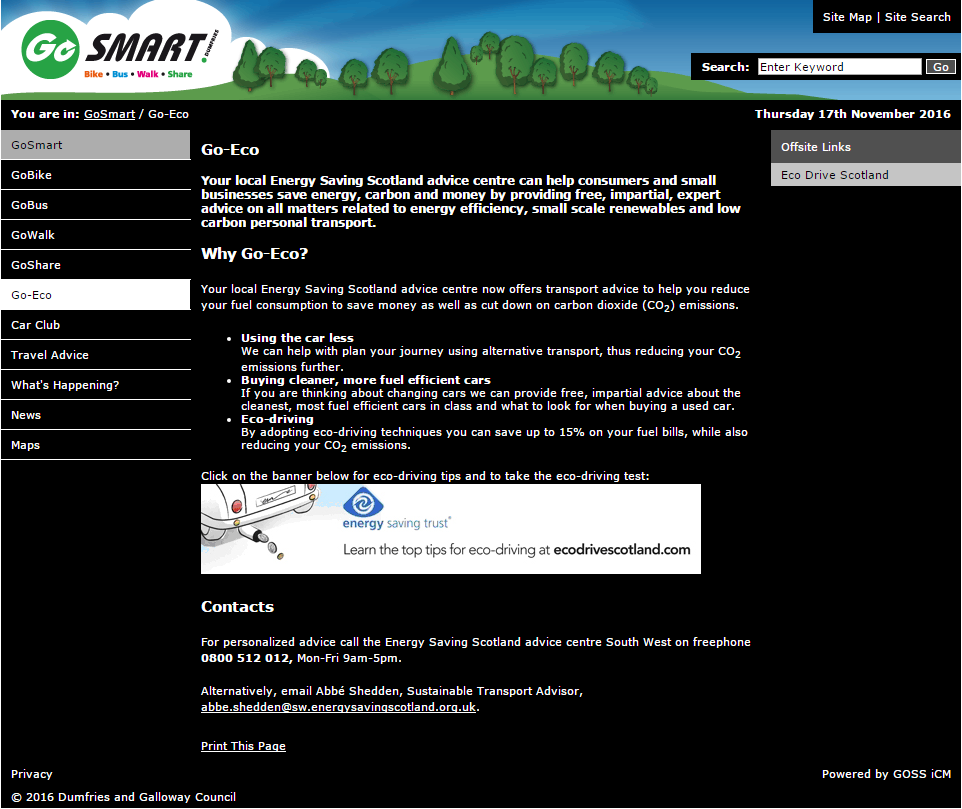 Site Map | Site Search
Go SMART. DUMFRIES
Bike • Bus • Walk • Share
Search: Enter Keyword Go
You are in: GoSmart / Go-Eco
Thursday 17th November 2016
GoSmart
GoBike
GoBus
GoWalk
GoShare
Go-Eco
Car Club
Travel Advice
What's Happening?
News
Maps
Go-Eco
Your local Energy Saving Scotland advice centre can help consumers and small
businesses save energy, carbon and money by providing free, impartial, expert
advice on all matters related to energy efficiency, small scale renewables and low
carbon personal transport.
Why Go-Eco?
Your local Energy Saving Scotland advice centre now offers transport advice to help you reduce
your fuel consumption to save money as well as cut down on carbon dioxide (CO2) emissions.
• Using the car less
We can help with plan your journey using alternative transport, thus reducing your CO2
emissions further.
• Buying cleaner, more fuel efficient cars
If you are thinking about changing cars we can provide free, impartial advice about the
cleanest, most fuel efficient cars in class and what to look for when buying a used car.
• Eco-driving
By adopting eco-driving techniques you can save up to 15% on your fuel bills, while also
reducing your CO2 emissions.
Click on the banner below for eco-driving tips and to take the eco-driving test:
energy saving trust®
Learn the top tips for eco-driving at ecodrivescotland.com
Contacts
For personalized advice call the Energy Saving Scotland advice centre South West on freephone
0800 512 012, Mon-Fri 9am-5pm.
Alternatively, email Abbé Shedden, Sustainable Transport Advisor,
abbe.shedden@sw.energysavingscotland.org.uk.
Print This Page
Offsite Links
Eco Drive Scotland
Privacy
Powered by GOSS iCM
© 2016 Dumfries and Galloway Council